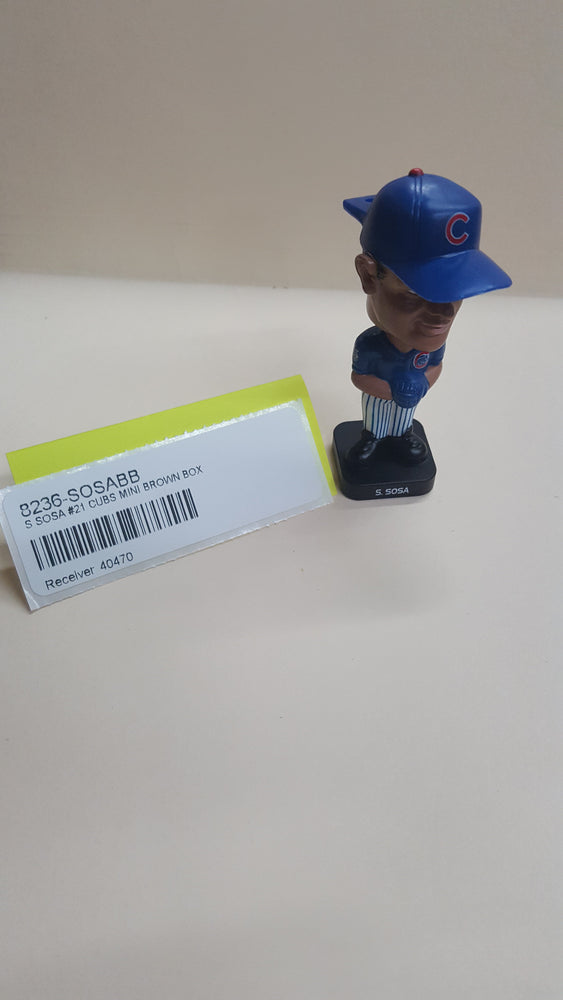 C
C
S. SOSA
8236-SOSABB
S SOSA #21 CUBS MINI BROWN BOX
Receiver 40470